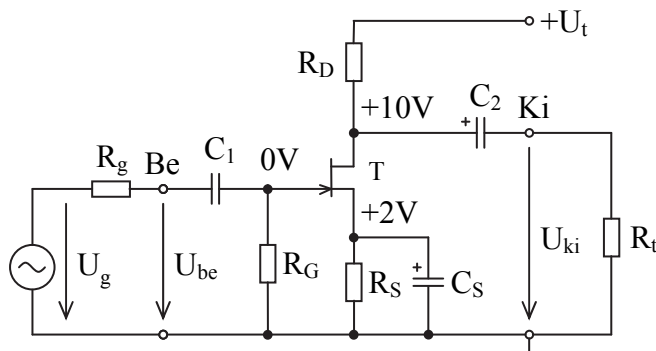 +U_t
R_D
+10V
C_2
Ki
R_g
Be
C_1
0V
T
+2V
U_g
U_be
R_G
R_S
C_S
U_ki
R_t
+
+